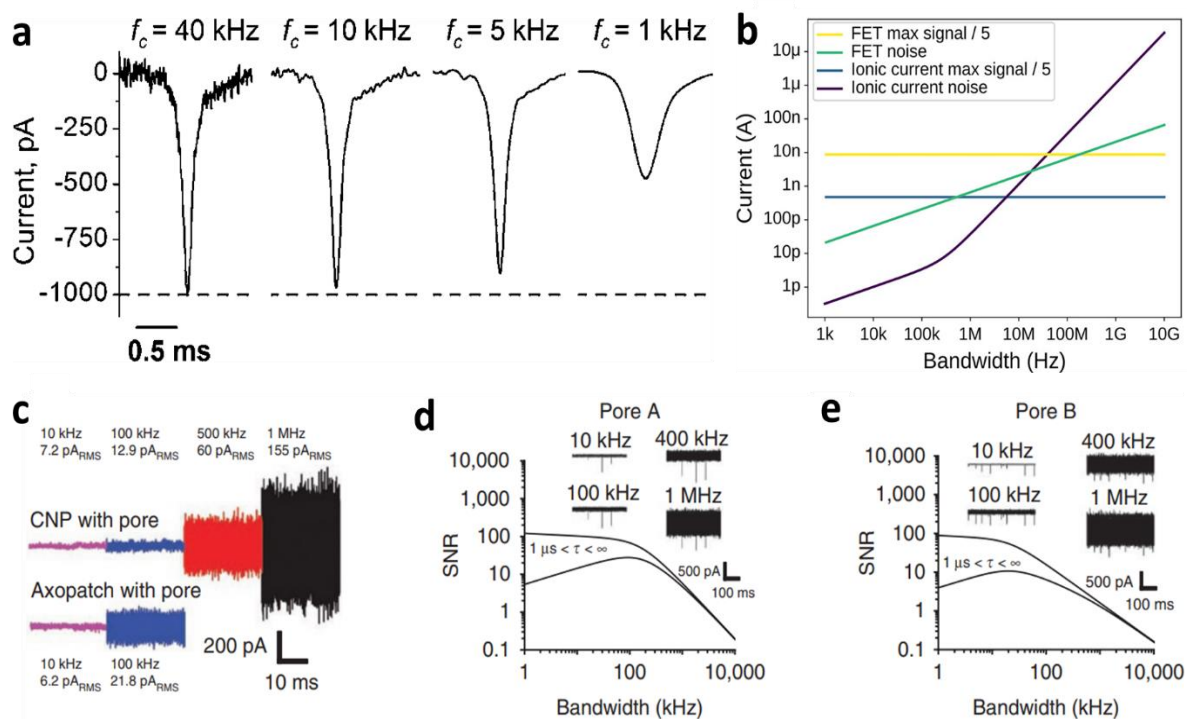 a
f_c = 40 kHz f_c = 10 kHz f_c = 5 kHz f_c = 1 kHz
0
-250
-500
-750
-1000
Current, pA
0.5 ms
b
FET max signal / 5
FET noise
Ionic current max signal / 5
Ionic current noise
10μ
1μ
100n
10n
1n
100p
10p
1p
Current (A)
1k 10k 100k 1M 10M 100M 1G 10G
Bandwidth (Hz)
c
10 kHz 100 kHz 500 kHz 1 MHz
7.2 pA_RMS 12.9 pA_RMS 60 pA_RMS 155 pA_RMS
CNP with pore
Axopatch with pore
10 kHz 100 kHz
6.2 pA_RMS 21.8 pA_RMS
200 pA
10 ms
d
Pore A
10 kHz 400 kHz
100 kHz 1 MHz
10,000
1,000
100
10
1
0.1
SNR
1 μs < τ < ∞
500 pA
100 ms
1 100 10,000
Bandwidth (kHz)
e
Pore B
10 kHz 400 kHz
100 kHz 1 MHz
10,000
1,000
100
10
1
0.1
SNR
1 μs < τ < ∞
500 pA
100 ms
1 100 10,000
Bandwidth (kHz)